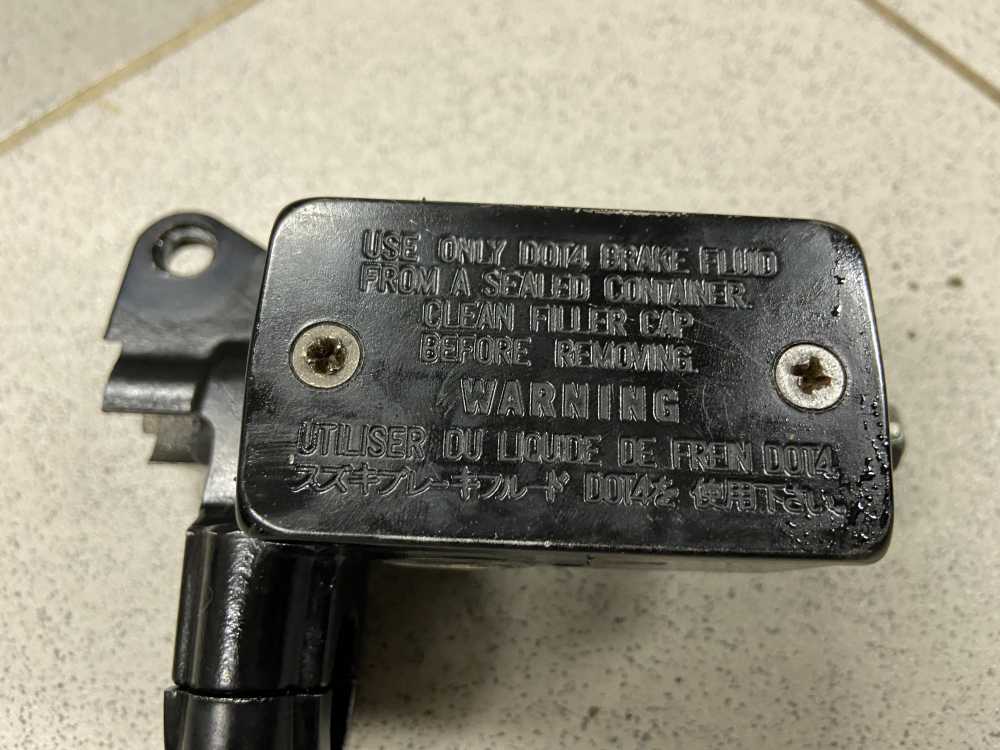 USE ONLY DOT4 BRAKE FLUID
FROM A SEALED CONTAINER.
CLEAN FILLER CAP
BEFORE REMOVING.
WARNING
UTILISER DU LIQUIDE DE FREIN DOT4.
スズキブレーキフルード DOT4を 使用下さい